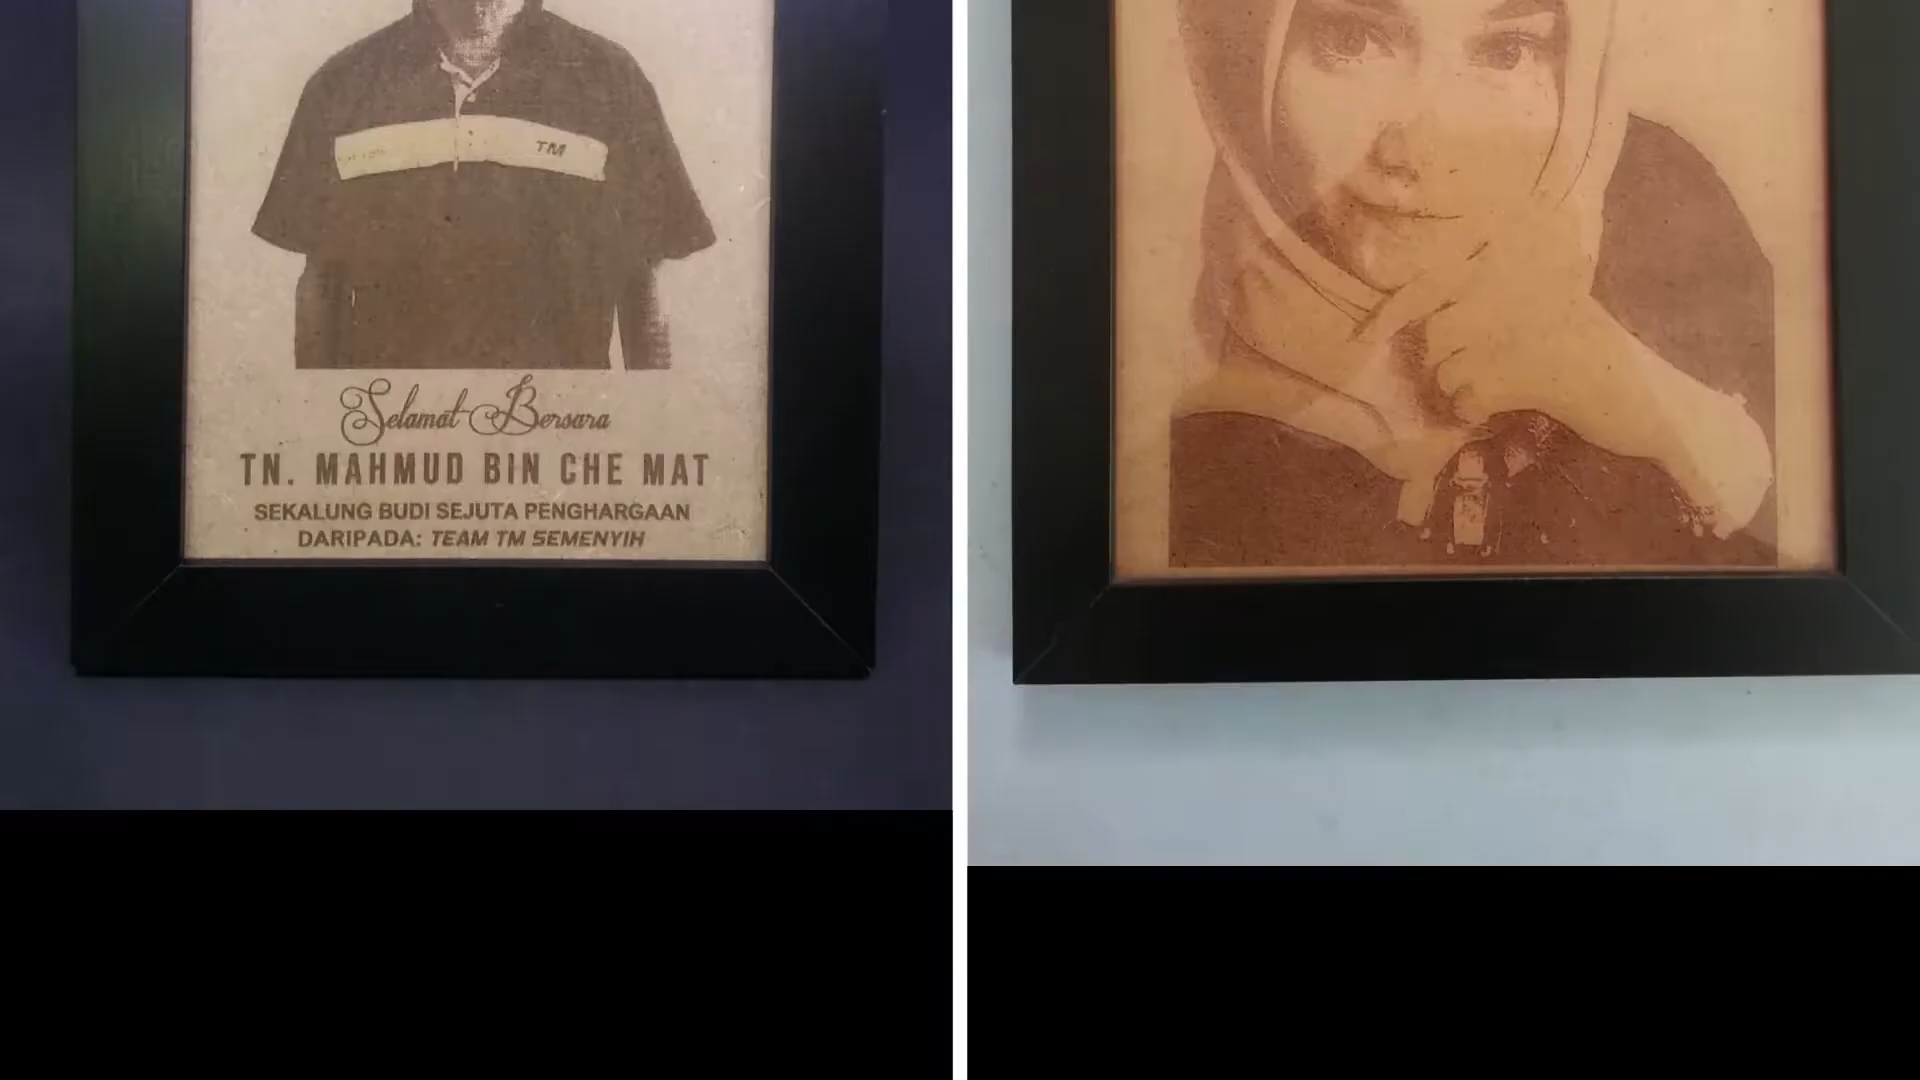 TM
Selamat Bersara
TN. MAHMUD BIN CHE MAT
SEKALUNG BUDI SEJUTA PENGHARGAAN
DARIPADA: TEAM TM SEMENYIH